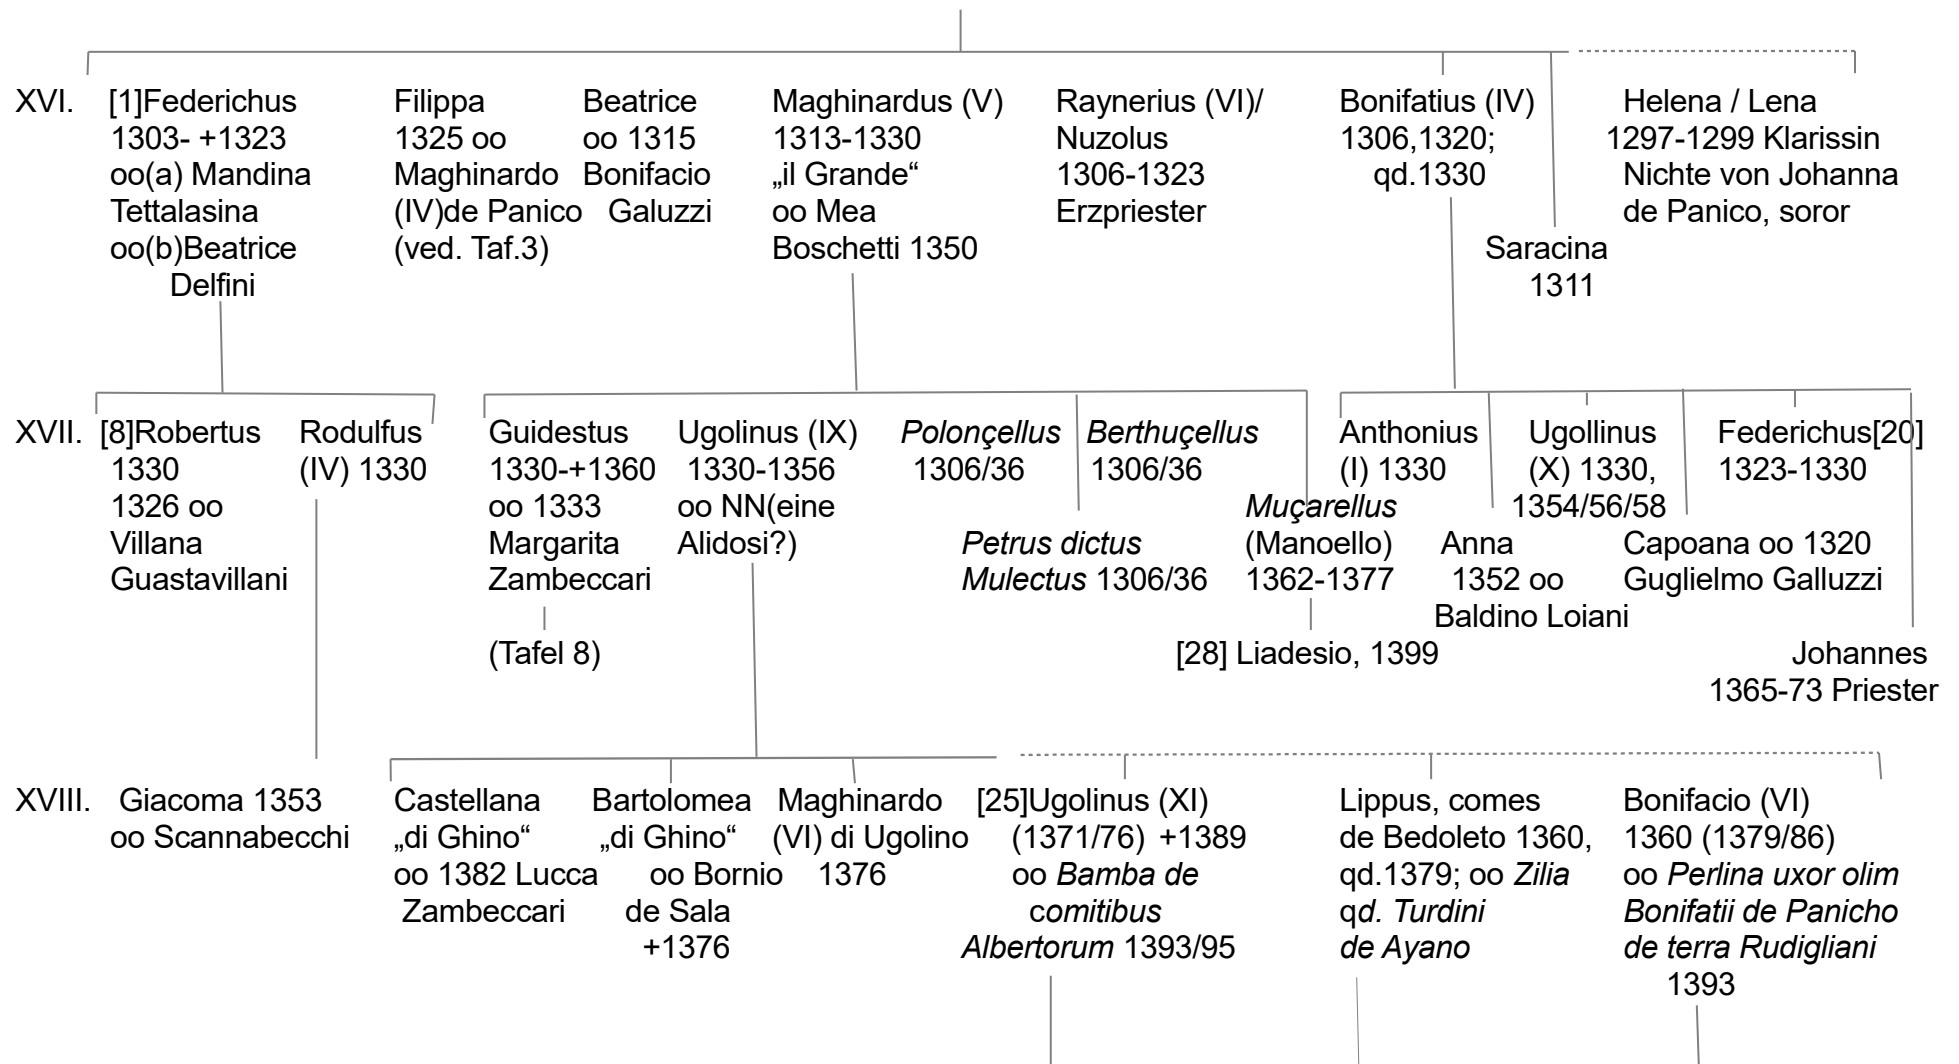 XVI.
[1]Federichus
1303- +1323
oo(a) Mandina
Tettalasina
oo(b)Beatrice
Delfini
Filippa
1325 oo
Maghinardo
(IV)de Panico
(ved. Taf.3)
Beatrice
oo 1315
Bonifacio
Galuzzi
Maghinardus (V)
1313-1330
„il Grande“
oo Mea
Boschetti 1350
Raynerius (VI)/
Nuzolus
1306-1323
Erzpriester
Bonifatius (IV)
1306,1320;
qd.1330
Saracina
1311
Helena / Lena
1297-1299 Klarissin
Nichte von Johanna
de Panico, soror
XVII.
[8]Robertus
1330
1326 oo
Villana
Guastavillani
Rodulfus
(IV) 1330
Guidestus
1330-+1360
oo 1333
Margarita
Zambeccari
(Tafel 8)
Ugolinus (IX)
1330-1356
oo NN(eine
Alidosi?)
Polonçellus
1306/36
Petrus dictus
Mulectus 1306/36
Berthuçellus
1306/36
Muçarellus
(Manoello)
1362-1377
[28] Liadesio, 1399
Anthonius
(I) 1330
Anna
1352 oo
Baldino Loiani
Ugollinus
(X) 1330,
1354/56/58
Capoana oo 1320
Guglielmo Galluzzi
Federichus[20]
1323-1330
Johannes
1365-73 Priester
XVIII.
Giacoma 1353
oo Scannabecchi
Castellana
„di Ghino“
oo 1382 Lucca
Zambeccari
Bartolomea
„di Ghino“
oo Bornio
de Sala
+1376
Maghinardo
(VI) di Ugolino
1376
[25]Ugolinus (XI)
(1371/76) +1389
oo Bamba de
comitibus
Albertorum 1393/95
Lippus, comes
de Bedoleto 1360,
qd.1379; oo Zilia
qd. Turdini
de Ayano
Bonifacio (VI)
1360 (1379/86)
oo Perlina uxor olim
Bonifatii de Panicho
de terra Rudigliani
1393